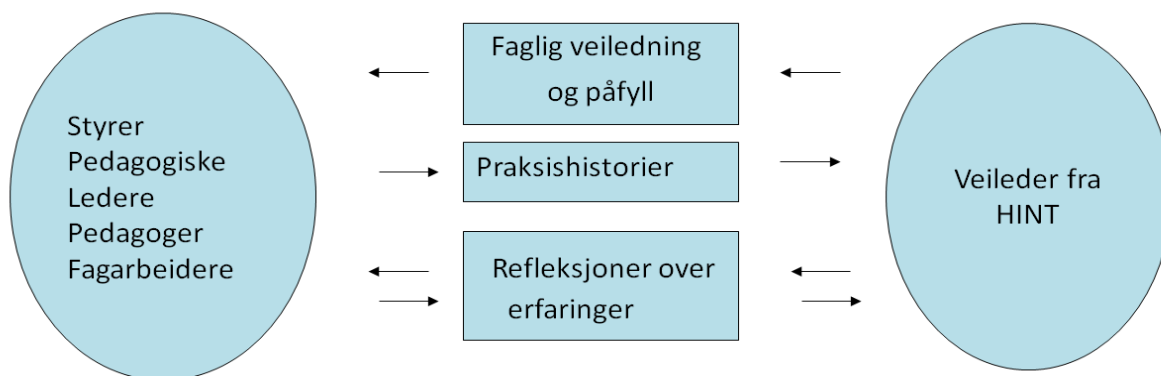 Styrer
Pedagogiske
Ledere
Pedagoger
Fagarbeidere
Faglig veiledning
og påfyll
Praksishistorier
Refleksjoner over
erfaringer
Veileder fra
HINT